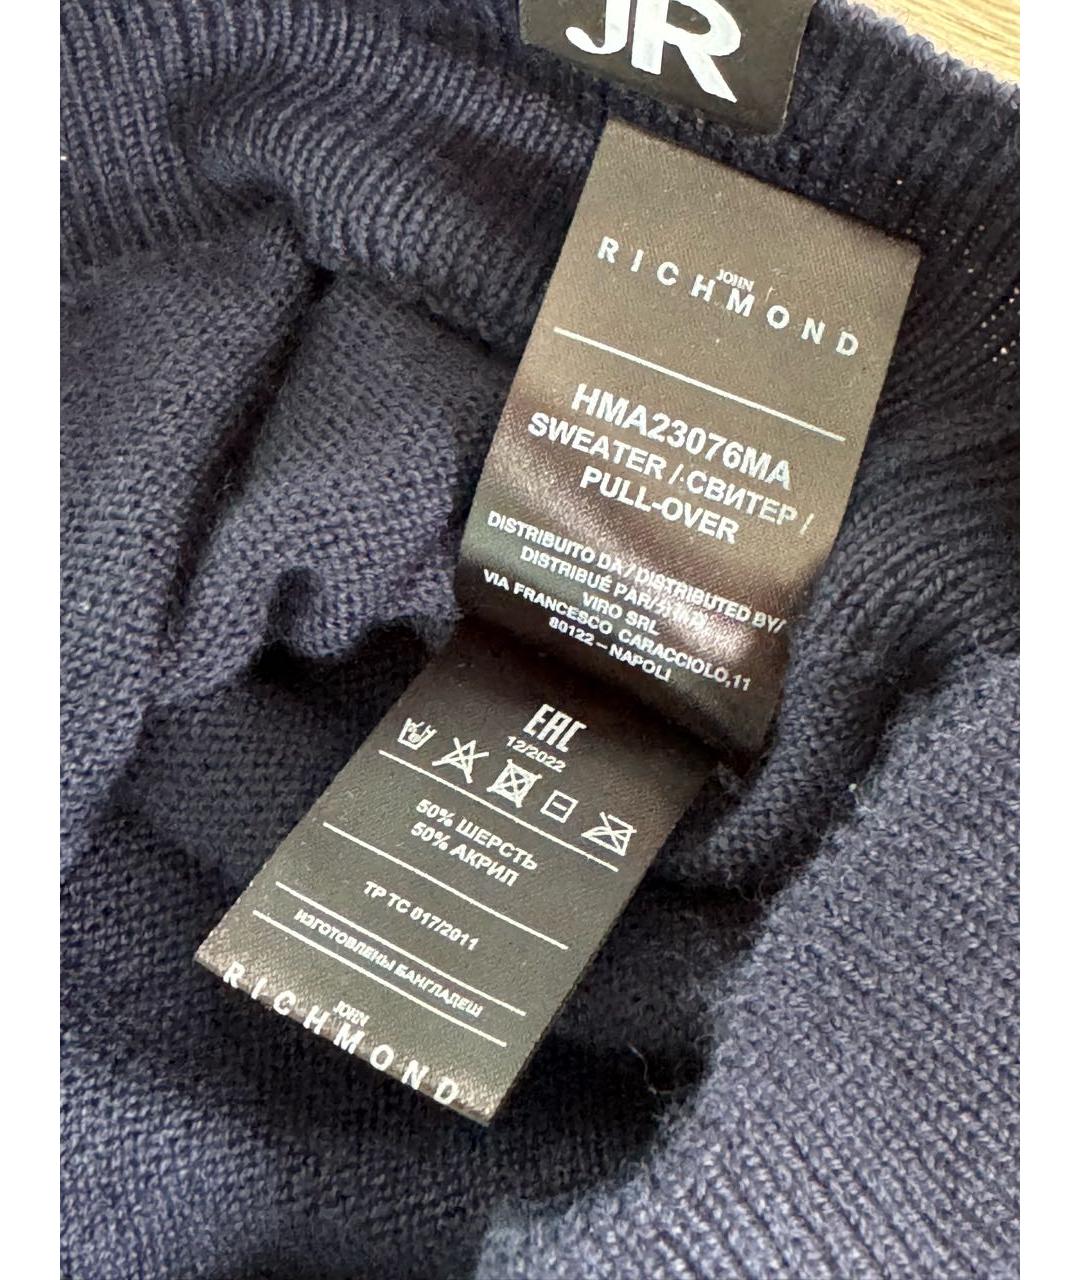 JR
JOHN
RICHMOND
HMA23076MA
SWEATER / СВИТЕР /
PULL-OVER
DISTRIBUITO DA / DISTRIBUTED BY/
DISTRIBUÉ PAR/
VIRO SRL
VIA FRANCESCO CARACCIOLO,11
80122 – NAPOLI
EAC
12/2022
50% ШЕРСТЬ
50% АКРИЛ
ТР ТС 017/2011
ИЗГОТОВЛЕНЫ БАНГЛАДЕШ
JOHN
RICHMOND